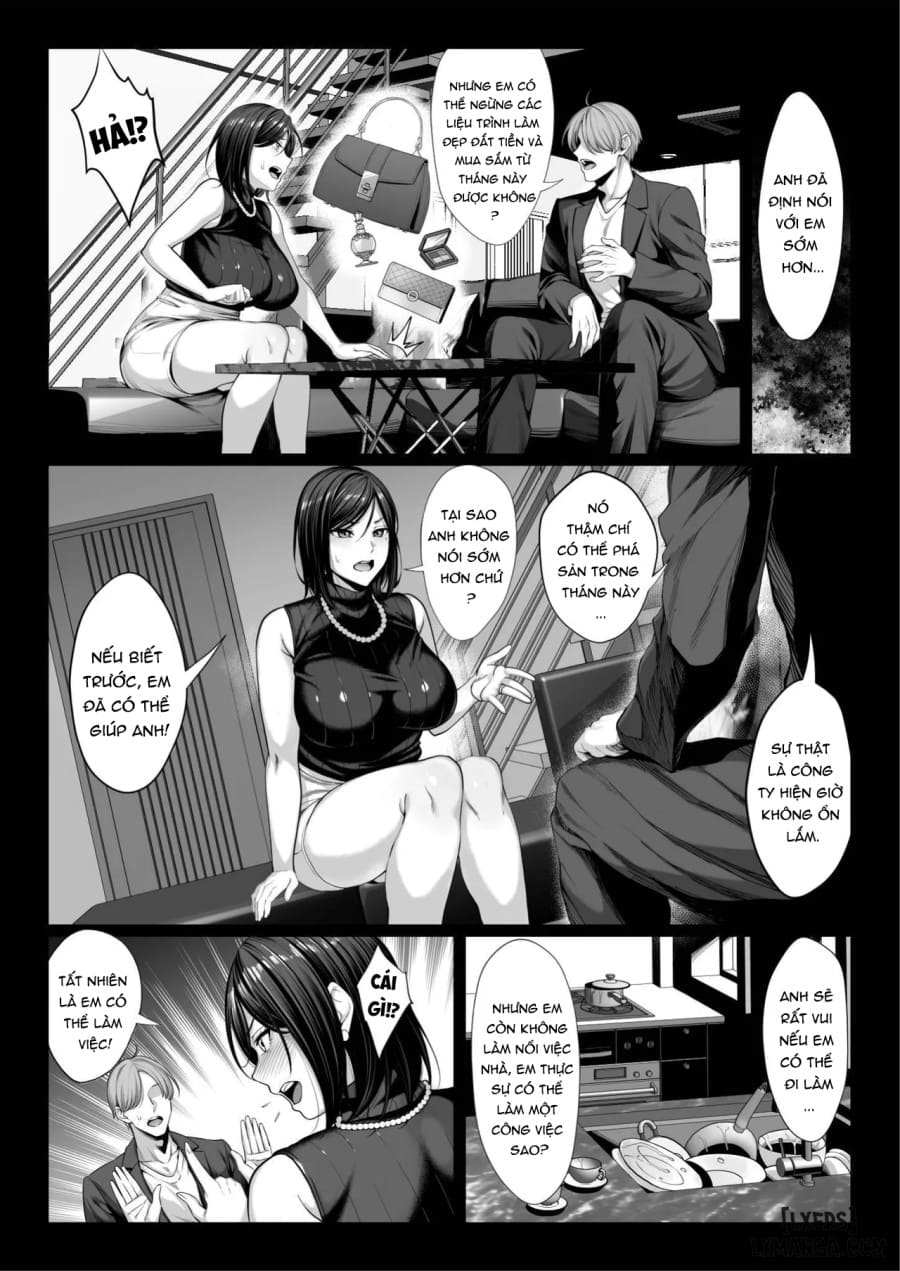 ANH ĐÃ
ĐỊNH NÓI
VỚI EM
SỚM
HƠN...
NHƯNG EM CÓ
THỂ NGỪNG CÁC
LIỆU TRÌNH LÀM
ĐẸP ĐẮT TIỀN VÀ
MUA SẮM TỪ
THÁNG NÀY
ĐƯỢC KHÔNG
?
HẢ!?
SỰ THẬT
LÀ CÔNG
TY HIỆN GIỜ
KHÔNG ỔN
LẮM.
NÓ
THẬM CHÍ
CÓ THỂ PHÁ
SẢN TRONG
THÁNG NÀY
...
TẠI SAO
ANH KHÔNG
NÓI SỚM
HƠN CHỨ
?
NẾU BIẾT
TRƯỚC, EM
ĐÃ CÓ THỂ
GIÚP ANH!
ANH SẼ
RẤT VUI
NẾU EM
CÓ THỂ
ĐI LÀM
...
NHƯNG EM
CÒN KHÔNG
LÀM NỔI VIỆC
NHÀ, EM THỰC
SỰ CÓ THỂ
LÀM MỘT
CÔNG VIỆC
SAO?
CÁI
GÌ!?
TẤT NHIÊN
LÀ EM CÓ
THỂ LÀM
VIỆC!
[LXERS]
LXMANGA.COM